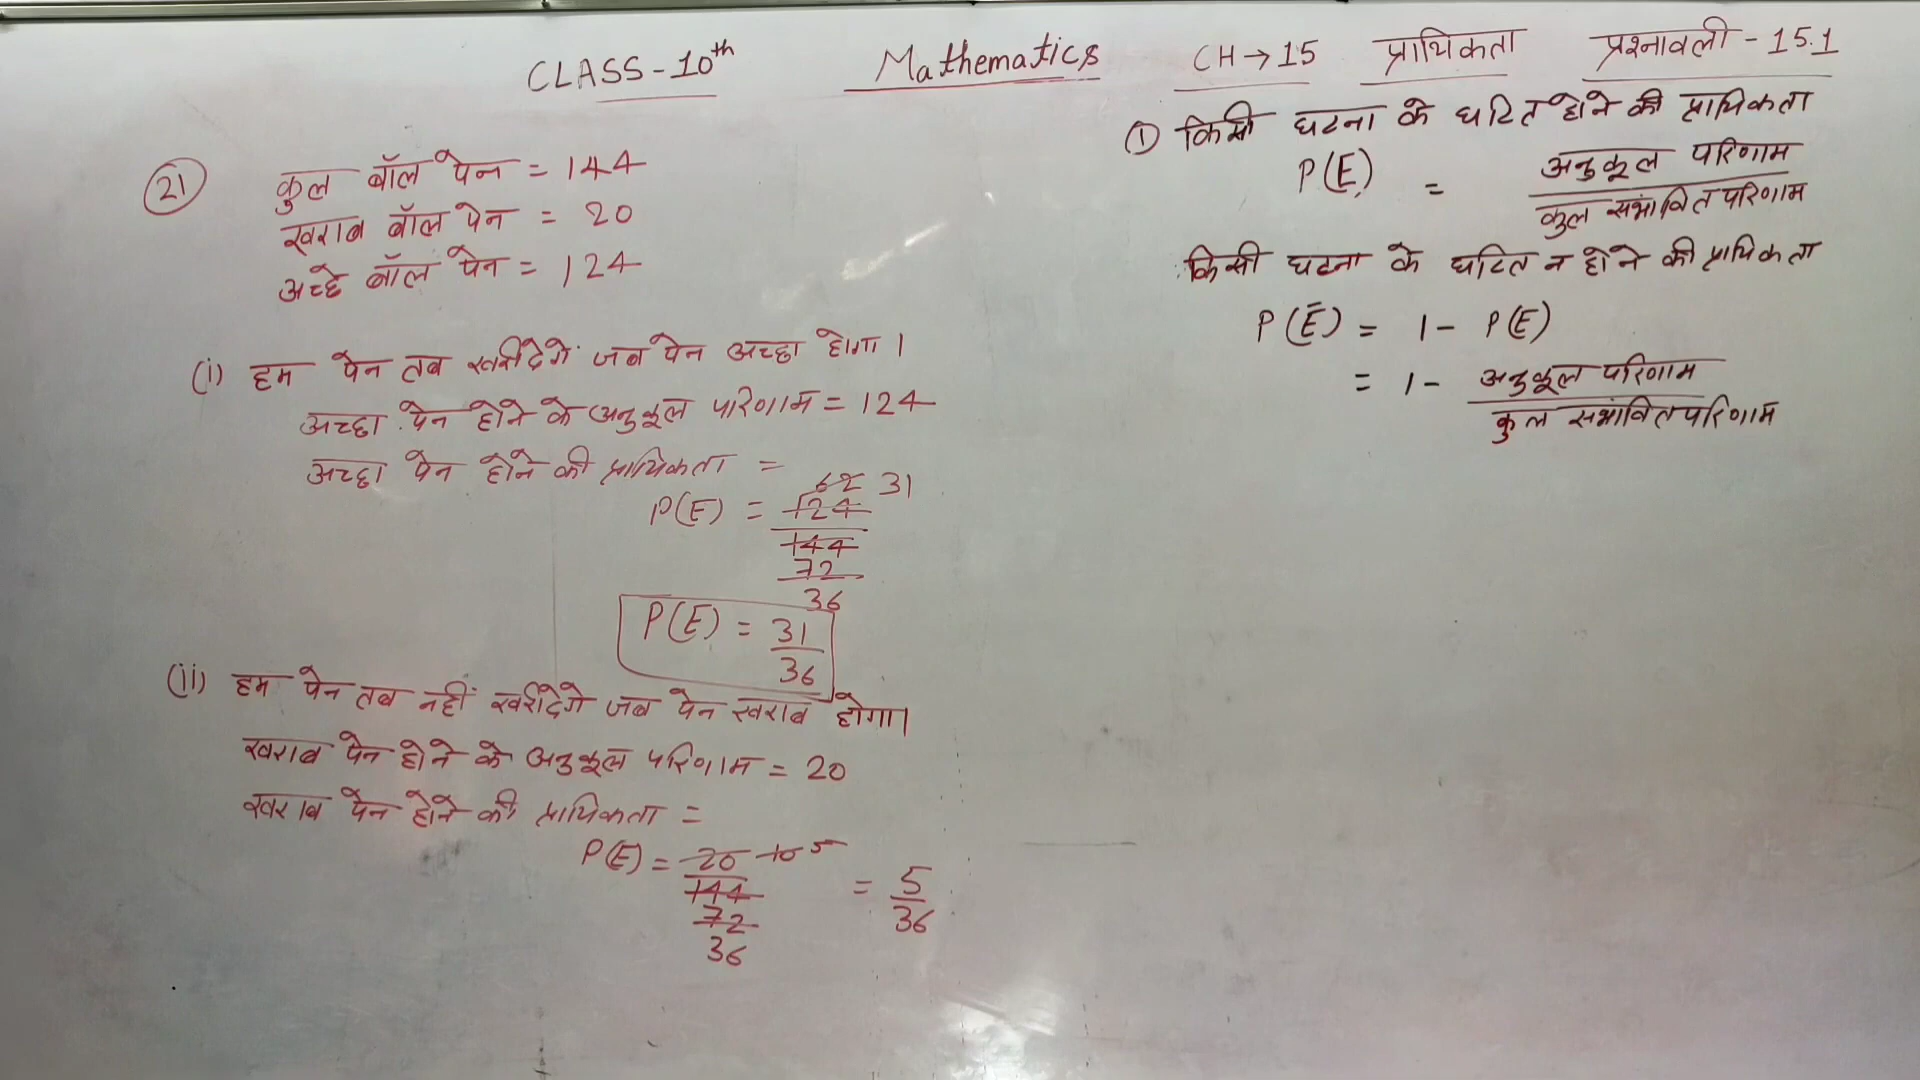 CLASS-10th Mathematics CH→15 प्रायिकता प्रश्नावली-15.1
(21) कुल बॉल पेन = 144
खराब बॉल पेन = 20
अच्छे बॉल पेन = 124
(i) हम पेन तब खरीदेगें जब पेन अच्छा होगा।
अच्छा पेन होने के अनुकूल परिणाम = 124
अच्छा पेन होने की प्रायिकता =
62 31
P(E) = 124
144
72
36
P(E) = 31
36
(ii) हम पेन तब नहीं खरीदेगे जब पेन खराब होगा।
खराब पेन होने के अनुकूल परिणाम = 20
खराब पेन होने की प्रायिकता =
P(E) = 20 10 5
144
72
36
= 5
36
① किसी घटना के घटित होने की प्रायिकता
P(E) = अनुकूल परिणाम
कुल सभांवित परिणाम
किसी घटना के घटित न होने की प्रायिकता
P(Ē) = 1 - P(E)
= 1 - अनुकूल परिणाम
कुल सभांवित परिणाम